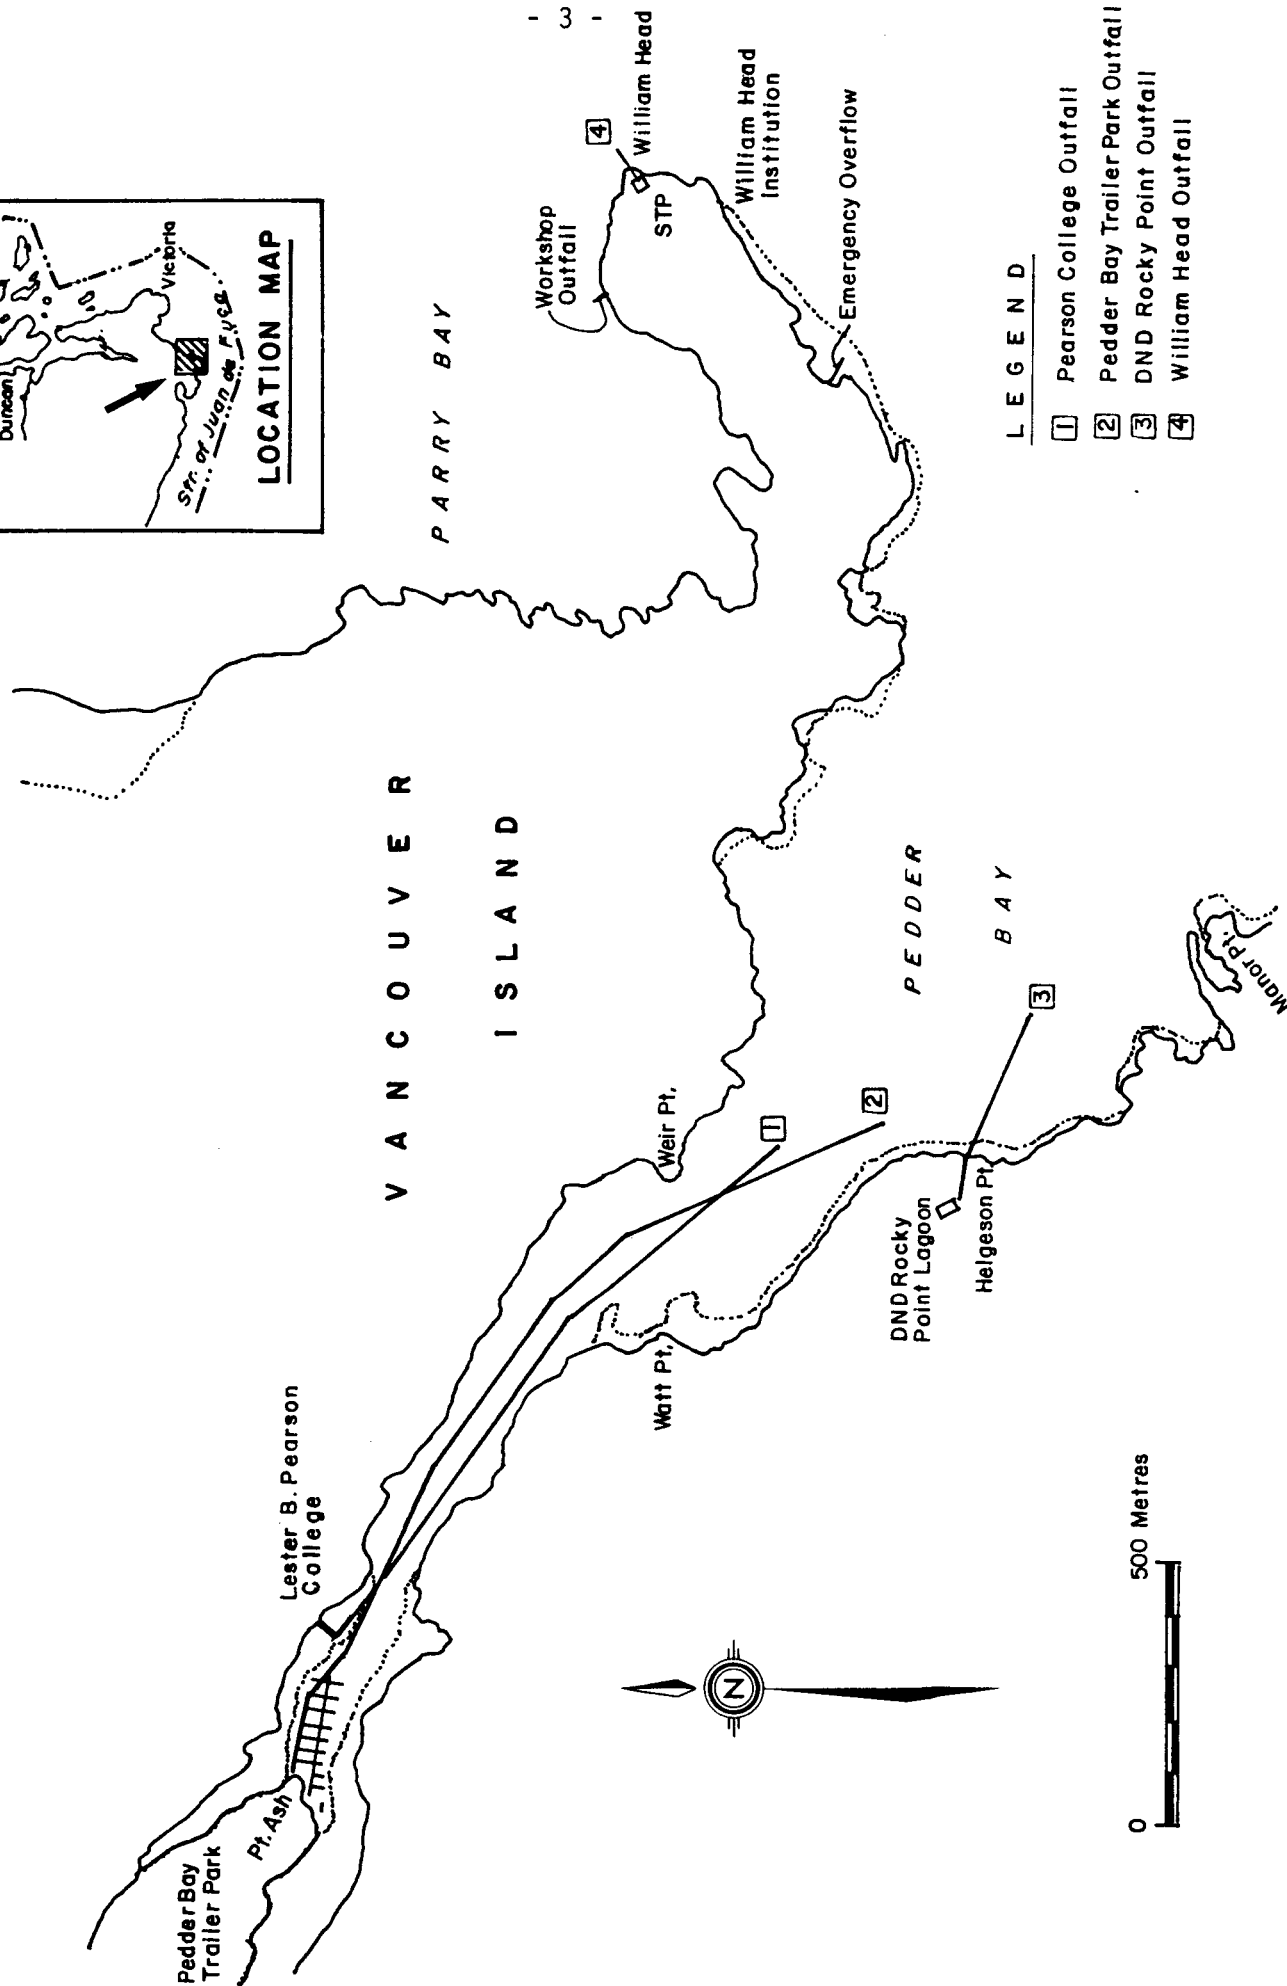 - 3 -
Duncan
Victoria
Str. of Juan de Fuca
LOCATION MAP
PARRY BAY
Workshop
Outfall
4
William Head
STP
William Head
Institution
Emergency Overflow
VANCOUVER
ISLAND
PEDDER
BAY
Weir Pt.
1
2
3
Manor Pt.
DND Rocky
Point Lagoon
Helgeson Pt.
Watt Pt.
Lester B. Pearson
College
Pt. Ash
Pedder Bay
Trailer Park
N
0
500 Metres
LEGEND
1 Pearson College Outfall
2 Pedder Bay Trailer Park Outfall
3 DND Rocky Point Outfall
4 William Head Outfall